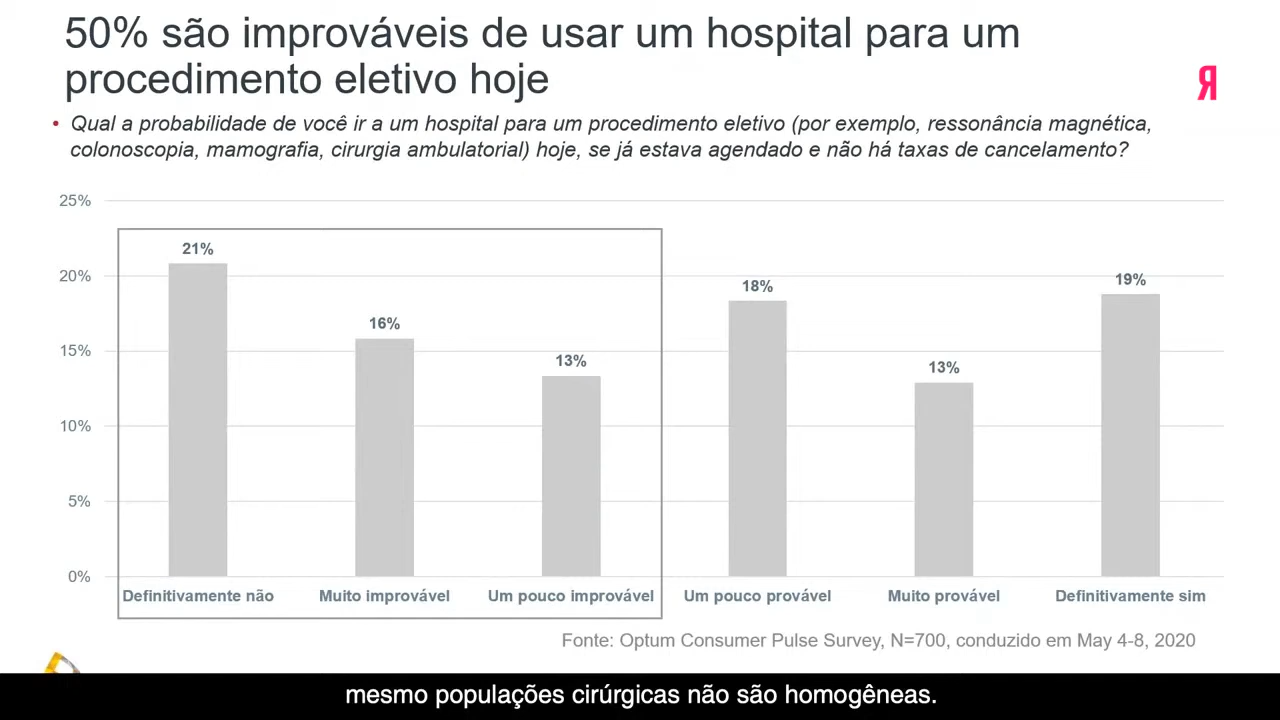 50% são improváveis de usar um hospital para um
procedimento eletivo hoje
Я
• Qual a probabilidade de você ir a um hospital para um procedimento eletivo (por exemplo, ressonância magnética,
colonoscopia, mamografia, cirurgia ambulatorial) hoje, se já estava agendado e não há taxas de cancelamento?
25%
20%
15%
10%
5%
0%
21%
16%
13%
18%
13%
19%
Definitivamente não
Muito improvável
Um pouco improvável
Um pouco provável
Muito provável
Definitivamente sim
Fonte: Optum Consumer Pulse Survey, N=700, conduzido em May 4-8, 2020
mesmo populações cirúrgicas não são homogêneas.